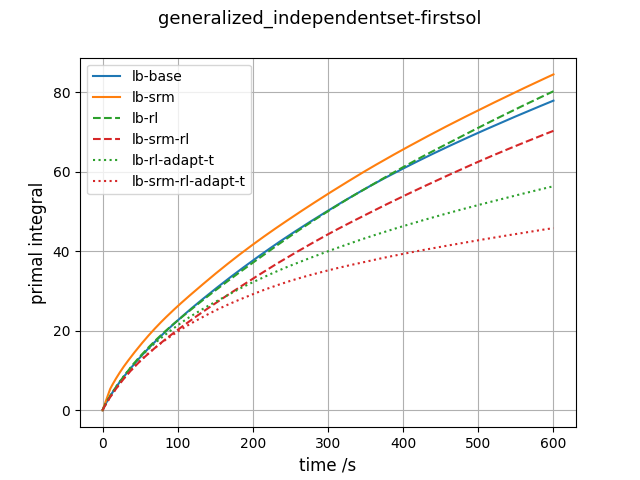 generalized_independentset-firstsol
lb-base
lb-srm
lb-rl
lb-srm-rl
lb-rl-adapt-t
lb-srm-rl-adapt-t
primal integral
80
60
40
20
0
0 100 200 300 400 500 600
time /s